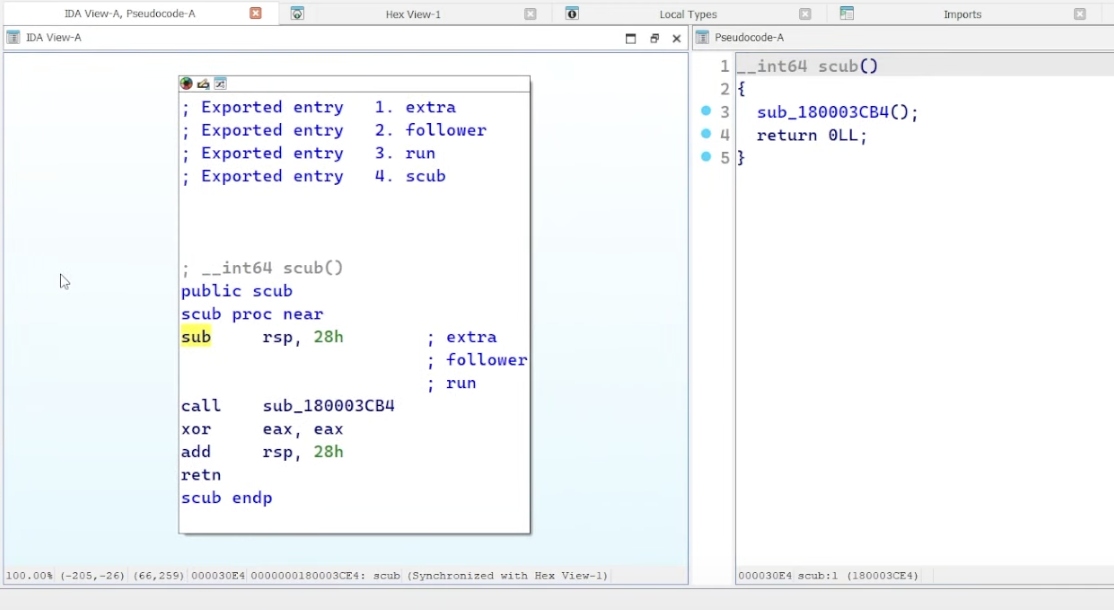 IDA View-A, Pseudocode-A
Hex View-1
Local Types
Imports
IDA View-A
; Exported entry   1. extra
; Exported entry   2. follower
; Exported entry   3. run
; Exported entry   4. scub
; __int64 scub()
public scub
scub proc near
sub     rsp, 28h        ; extra
                        ; follower
                        ; run
call    sub_180003CB4
xor     eax, eax
add     rsp, 28h
retn
scub endp
100.00% (-205,-26) (66,259) 000030E4 0000000180003CE4: scub (Synchronized with Hex View-1)
Pseudocode-A
1 __int64 scub()
2 {
3   sub_180003CB4();
4   return 0LL;
5 }
000030E4 scub:1 (180003CE4)